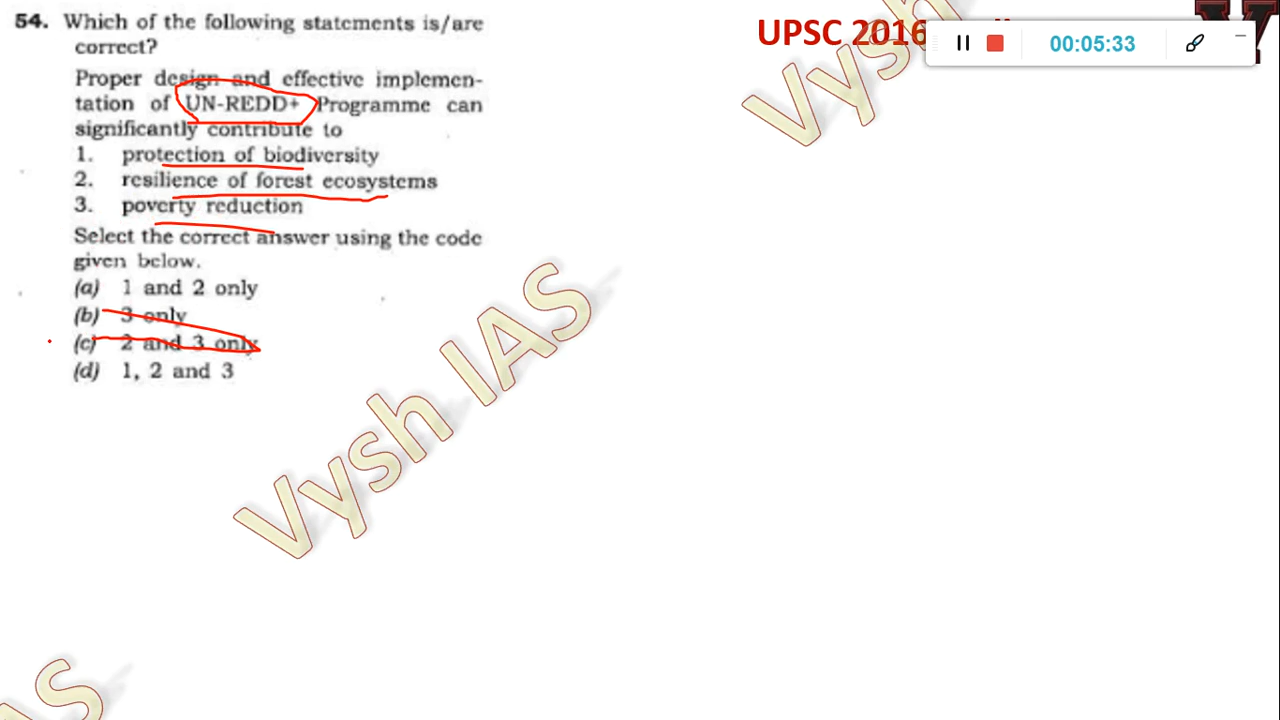 54. Which of the following statements is/are
correct?
Proper design and effective implemen-
tation of UN-REDD+ Programme can
significantly contribute to
1. protection of biodiversity
2. resilience of forest ecosystems
3. poverty reduction
Select the correct answer using the code
given below.
(a) 1 and 2 only
(b) 3 only
(c) 2 and 3 only
(d) 1, 2 and 3
UPSC 2016
00:05:33
Vysh
Vysh IAS
AS